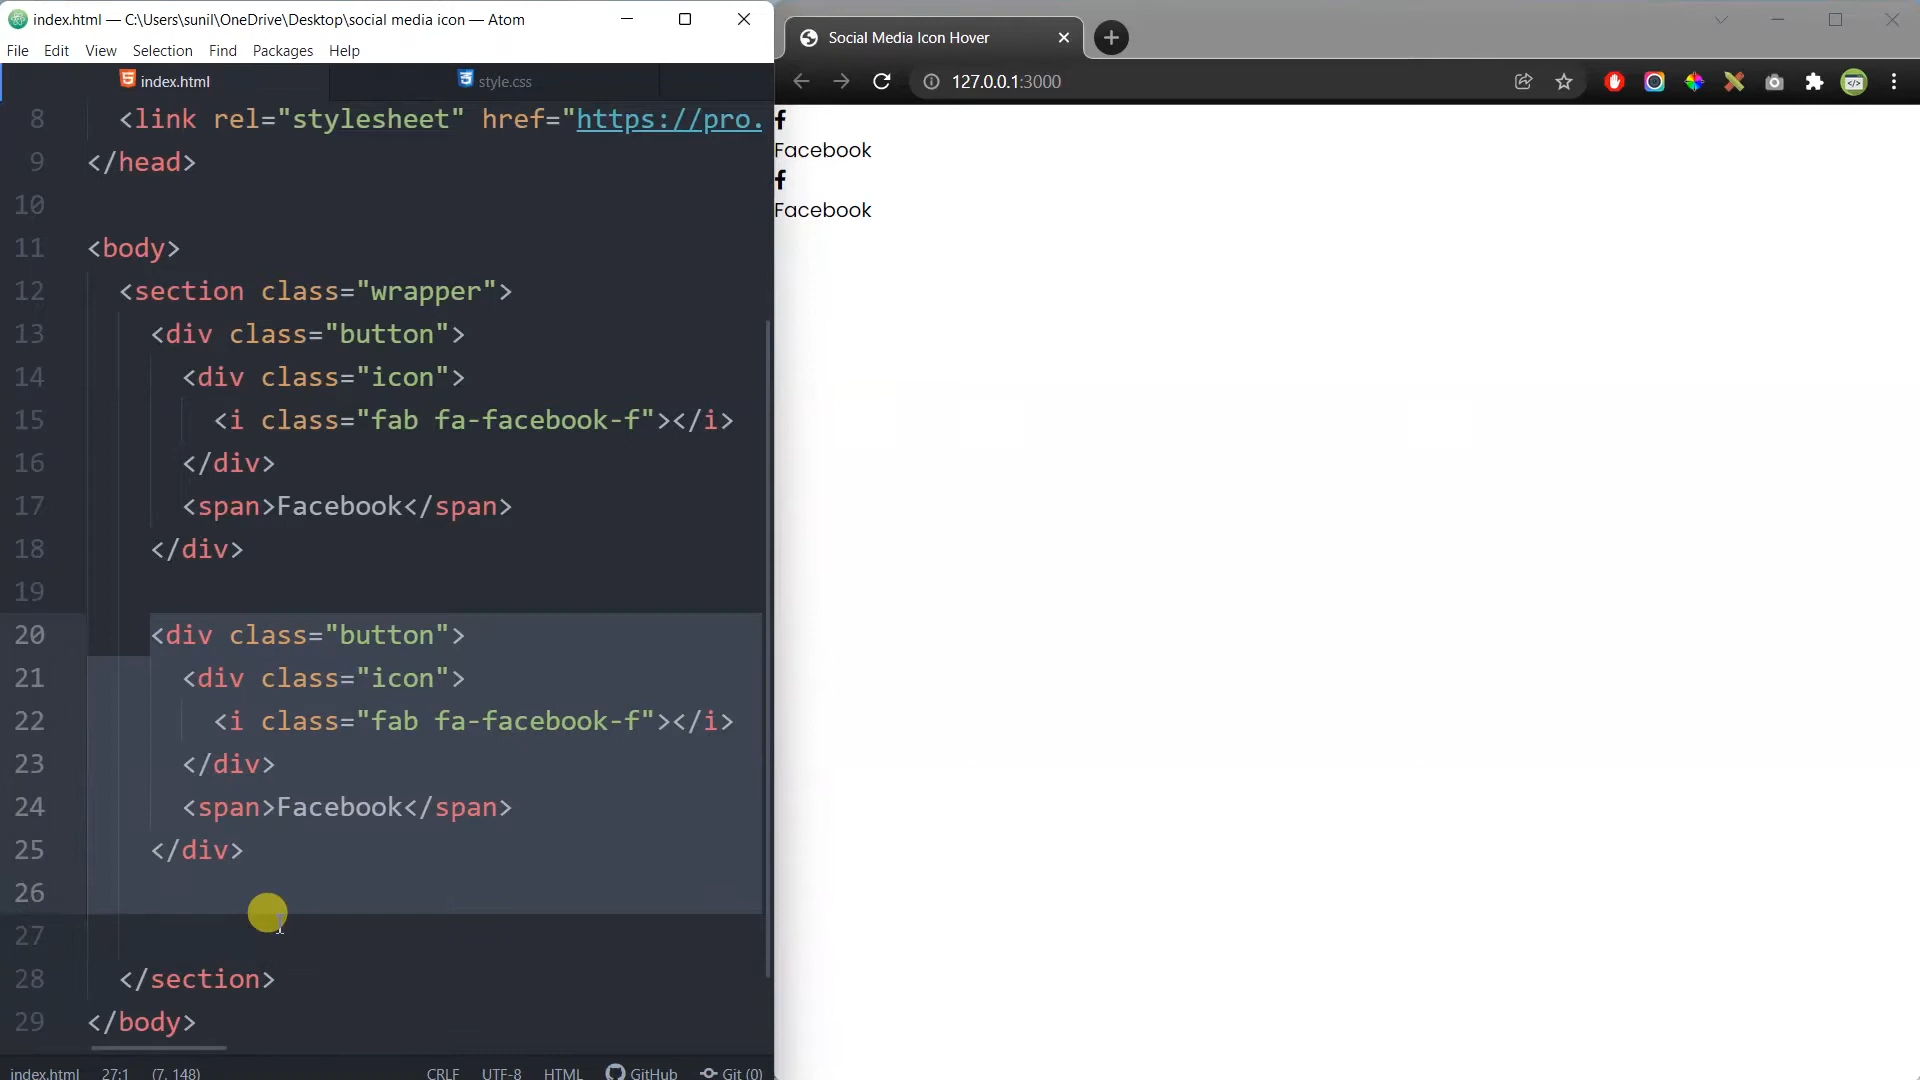 index.html — C:\Users\sunil\OneDrive\Desktop\social media icon — Atom
File Edit View Selection Find Packages Help
index.html
style.css
8 <link rel="stylesheet" href="https://pro.
9 </head>
10
11 <body>
12 <section class="wrapper">
13 <div class="button">
14 <div class="icon">
15 <i class="fab fa-facebook-f"></i>
16 </div>
17 <span>Facebook</span>
18 </div>
19
20 <div class="button">
21 <div class="icon">
22 <i class="fab fa-facebook-f"></i>
23 </div>
24 <span>Facebook</span>
25 </div>
26
27
28 </section>
29 </body>
index.html 27:1 (7, 148) CRLF UTF-8 HTML GitHub Git (0)
Social Media Icon Hover
127.0.0.1:3000
Facebook
Facebook